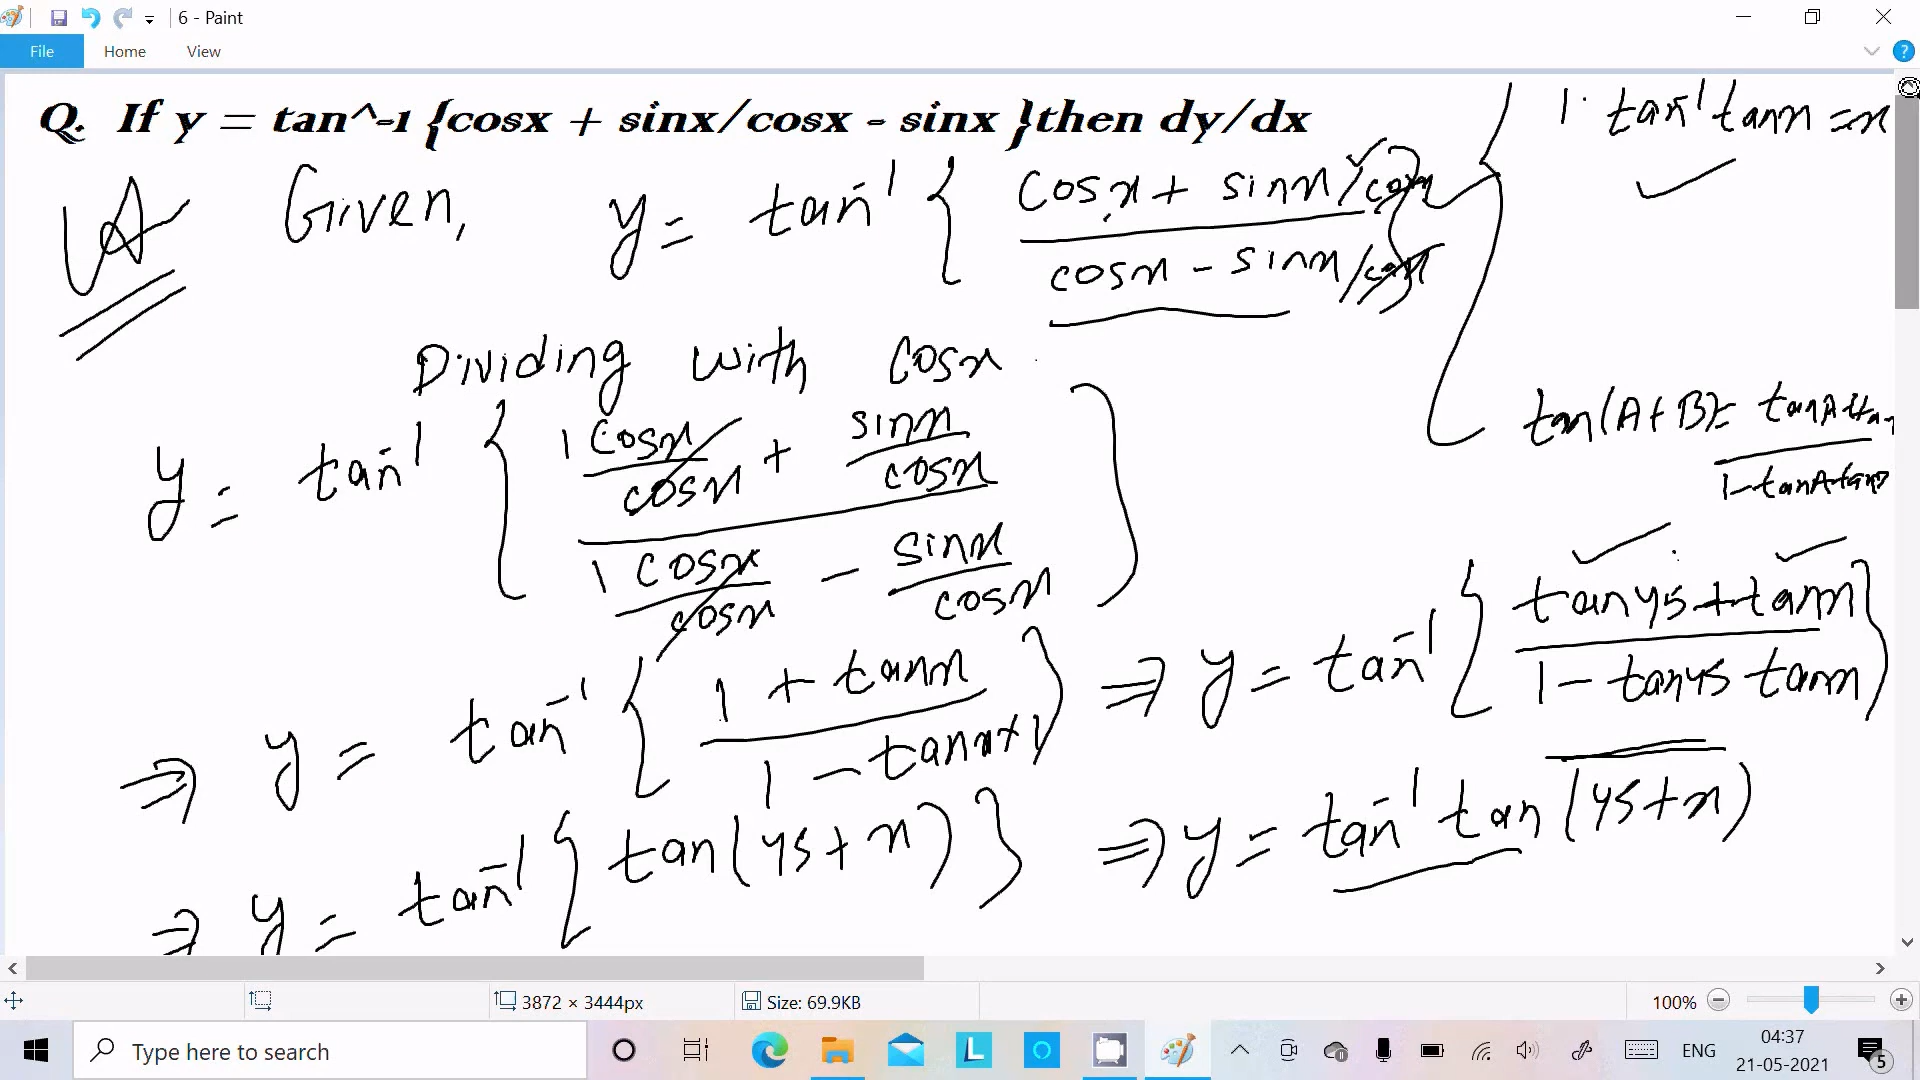 6 - Paint
File Home View
Q. If y = tan^-1 {cosx + sinx/cosx - sinx }then dy/dx
1. tan⁻¹ tanx = x
Given, y = tan⁻¹ { cosx + sinx / cosx - sinx }
Dividing with cosx
y = tan⁻¹ { 1 cosx/cosx + sinx/cosx / 1 cosx/cosx - sinx/cosx }
tan(A+B) = tanA + tan / 1 - tanA tan
⇒ y = tan⁻¹ { 1 + tanx / 1 - tanx × 1 } ⇒ y = tan⁻¹ { tan45 + tanx / 1 - tan45 tanx }
⇒ y = tan⁻¹ { tan(45+x) } ⇒ y = tan⁻¹ tan(45+x)
3872 × 3444px Size: 69.9KB 100%
Type here to search ENG 04:37
21-05-2021 5